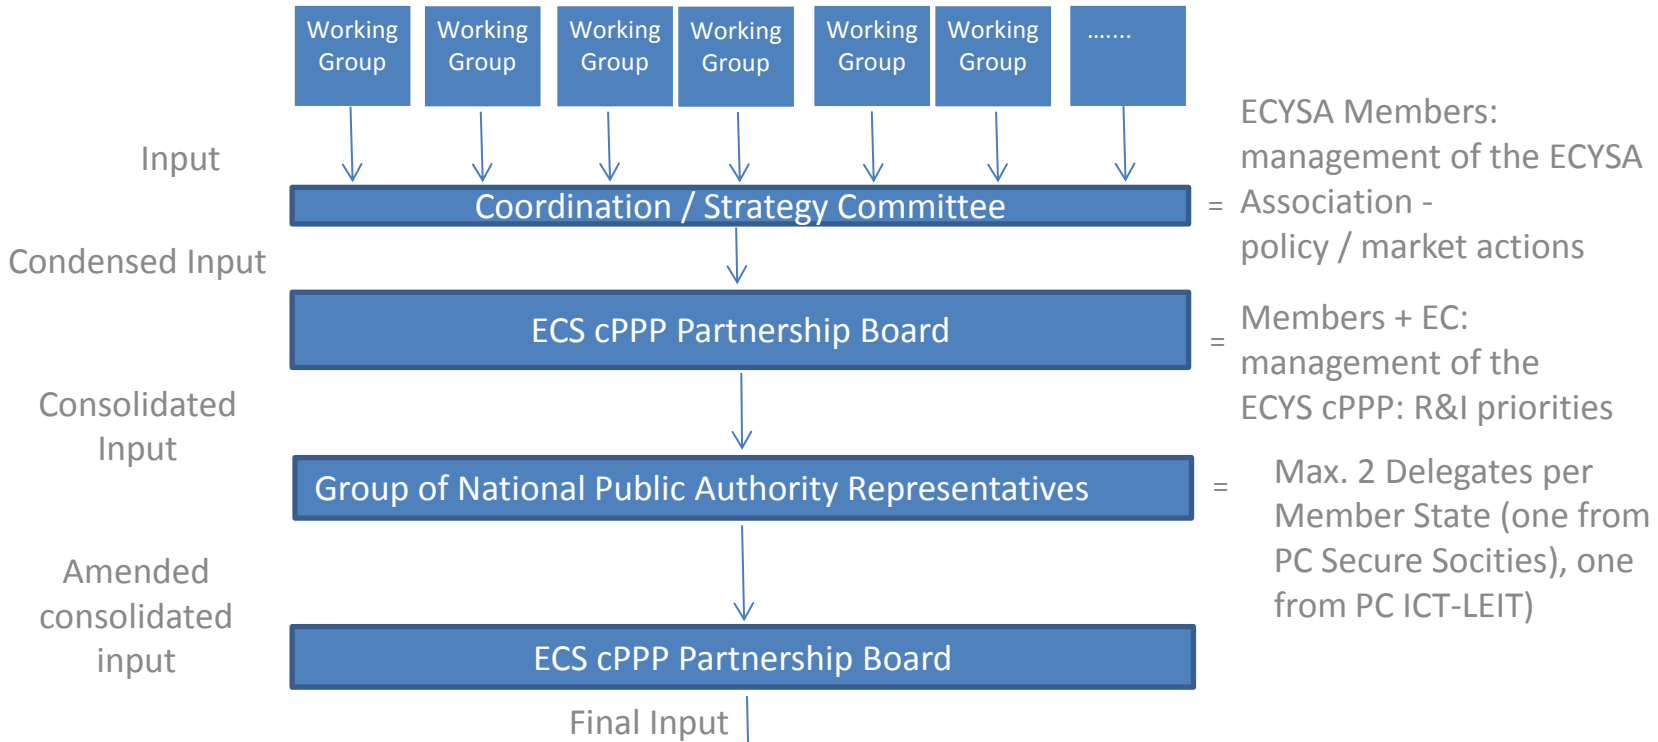 Working
Group
Working
Group
Working
Group
Working
Group
Working
Group
Working
Group
........
Input
Coordination / Strategy Committee
=
ECYSA Members:
management of the ECYSA
Association -
policy / market actions
Condensed Input
ECS cPPP Partnership Board
=
Members + EC:
management of the
ECYS cPPP: R&I priorities
Consolidated
Input
Group of National Public Authority Representatives
=
Max. 2 Delegates per
Member State (one from
PC Secure Socities), one
from PC ICT-LEIT)
Amended
consolidated
input
ECS cPPP Partnership Board
Final Input